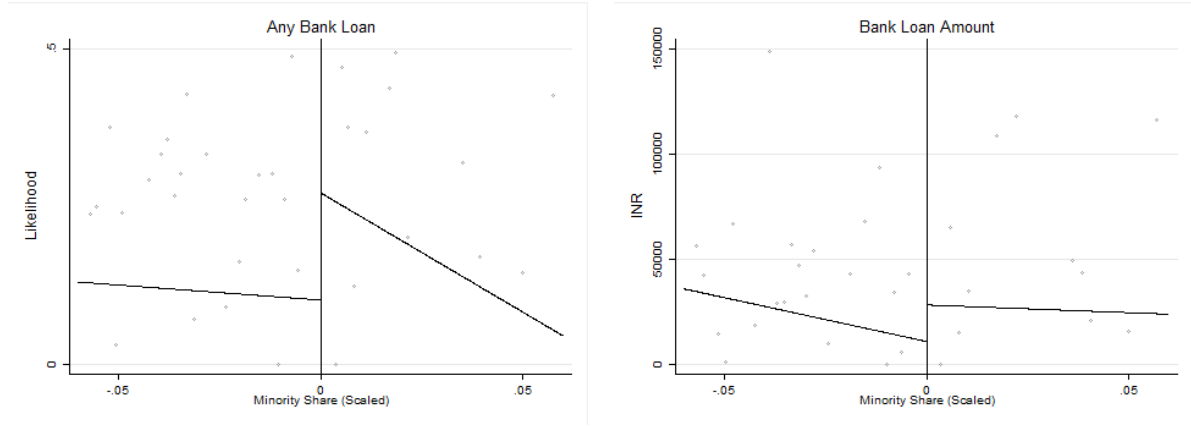 Any Bank Loan
.5
0
Likelihood
-.05
0
.05
Minority Share (Scaled)
Bank Loan Amount
150000
100000
50000
0
INR
-.05
0
.05
Minority Share (Scaled)